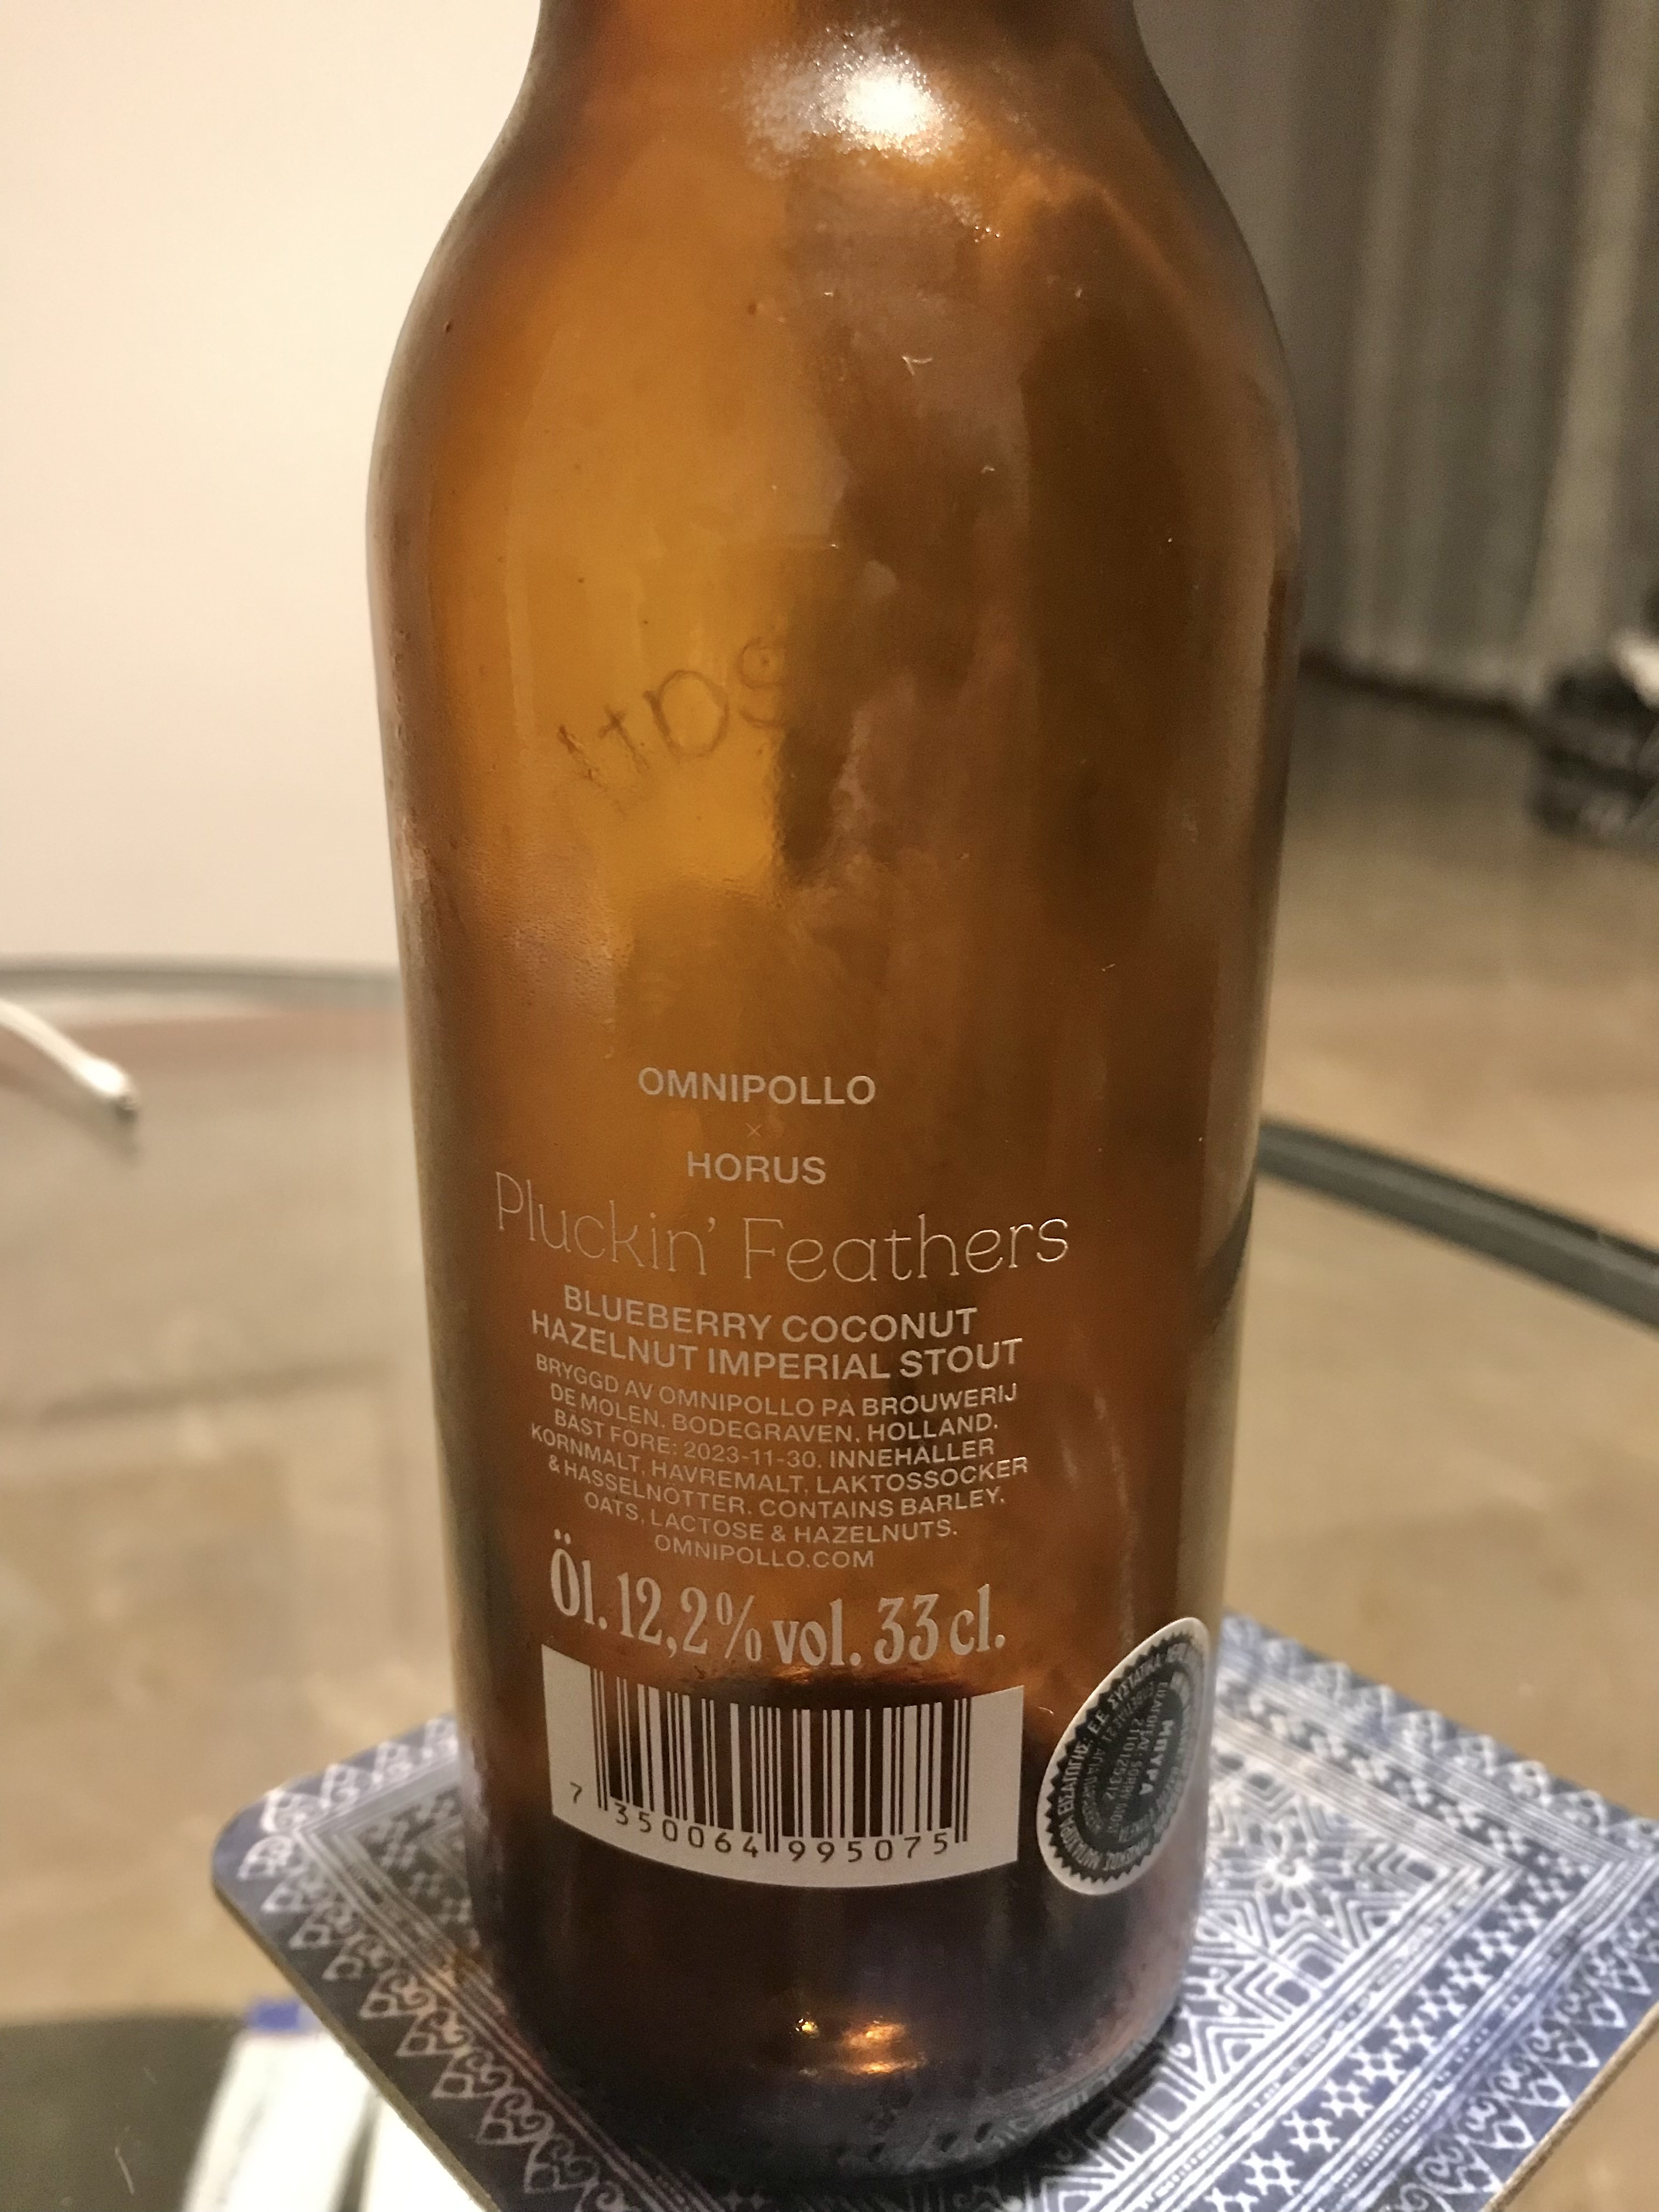 OMNIPOLLO
×
HORUS
Pluckin' Feathers
BLUEBERRY COCONUT
HAZELNUT IMPERIAL STOUT
BRYGGD AV OMNIPOLLO PA BROUWERIJ
DE MOLEN. BODEGRAVEN. HOLLAND.
BAST FORE: 2023-11-30. INNEHALLER
KORNMALT, HAVREMALT, LAKTOSSOCKER
& HASSELNOTTER. CONTAINS BARLEY,
OATS, LACTOSE & HAZELNUTS.
OMNIPOLLO.COM
Öl. 12,2% vol. 33 cl.
7 350064 995075
ΜΠΥΡΑ